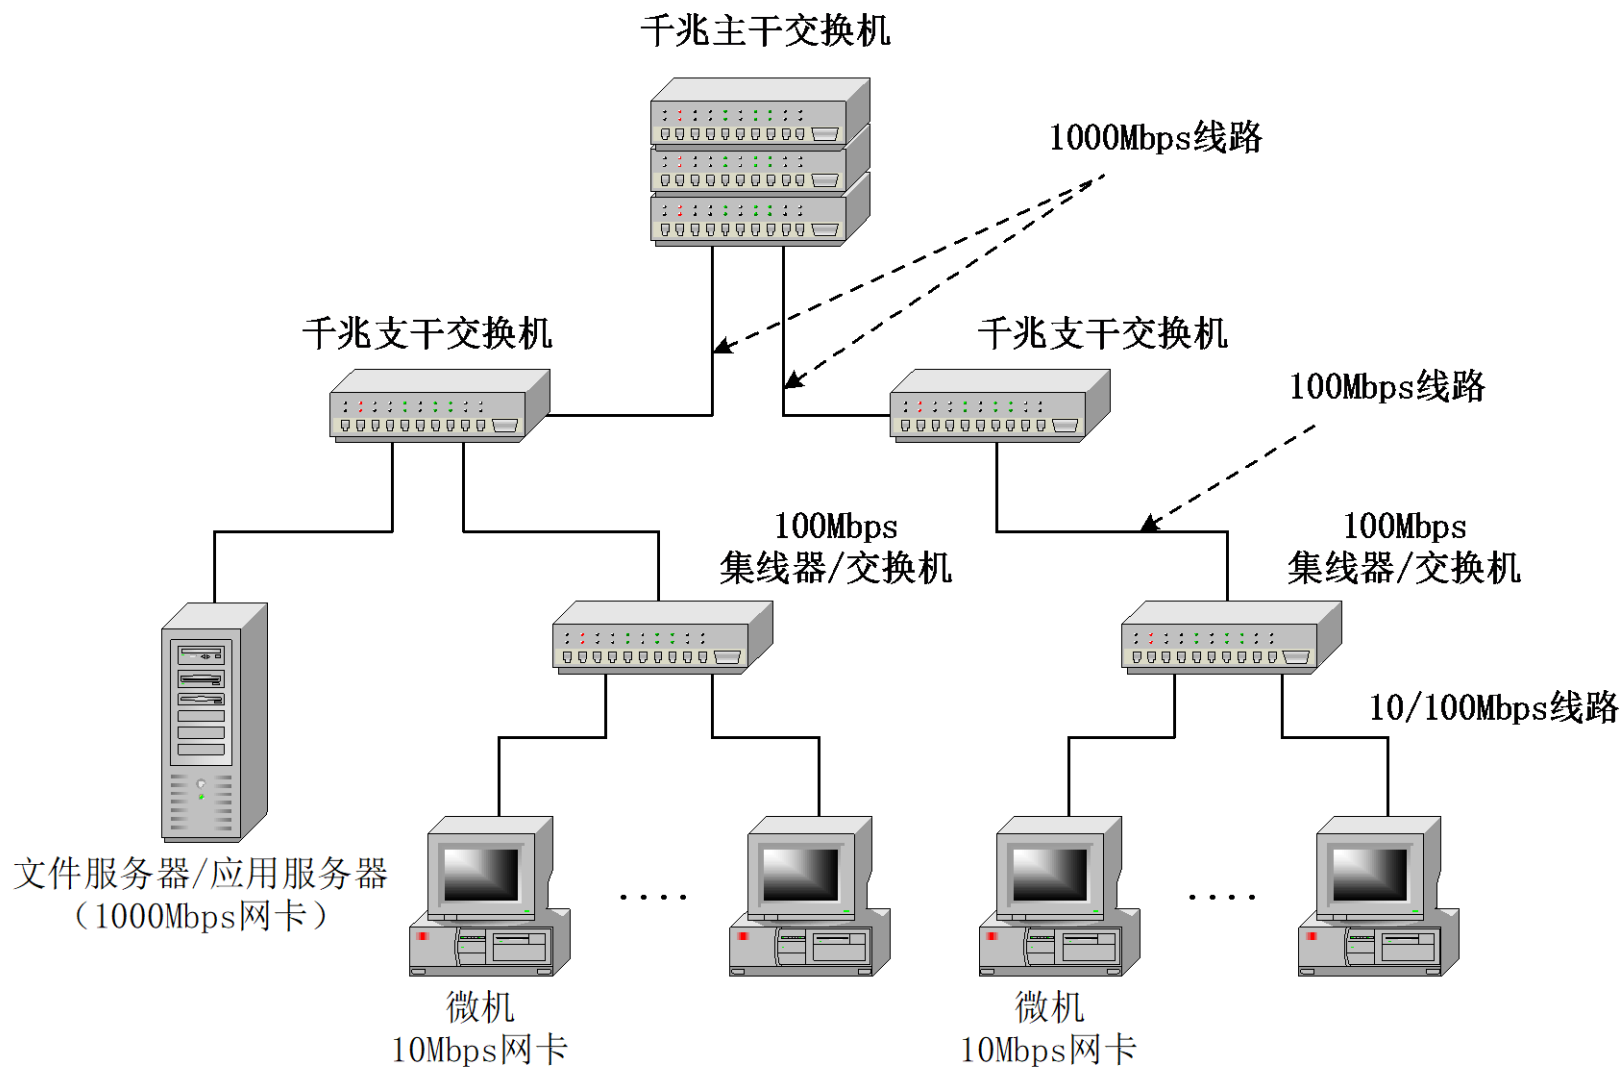 千兆主干交换机
1000Mbps线路
千兆支干交换机
千兆支干交换机
100Mbps线路
100Mbps
集线器/交换机
100Mbps
集线器/交换机
10/100Mbps线路
文件服务器/应用服务器
（1000Mbps网卡）
微机
10Mbps网卡
微机
10Mbps网卡